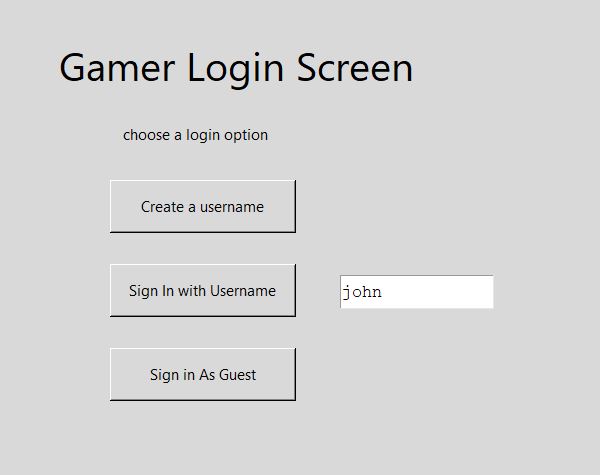 Gamer Login Screen
choose a login option
Create a username
Sign In with Username
john
Sign in As Guest